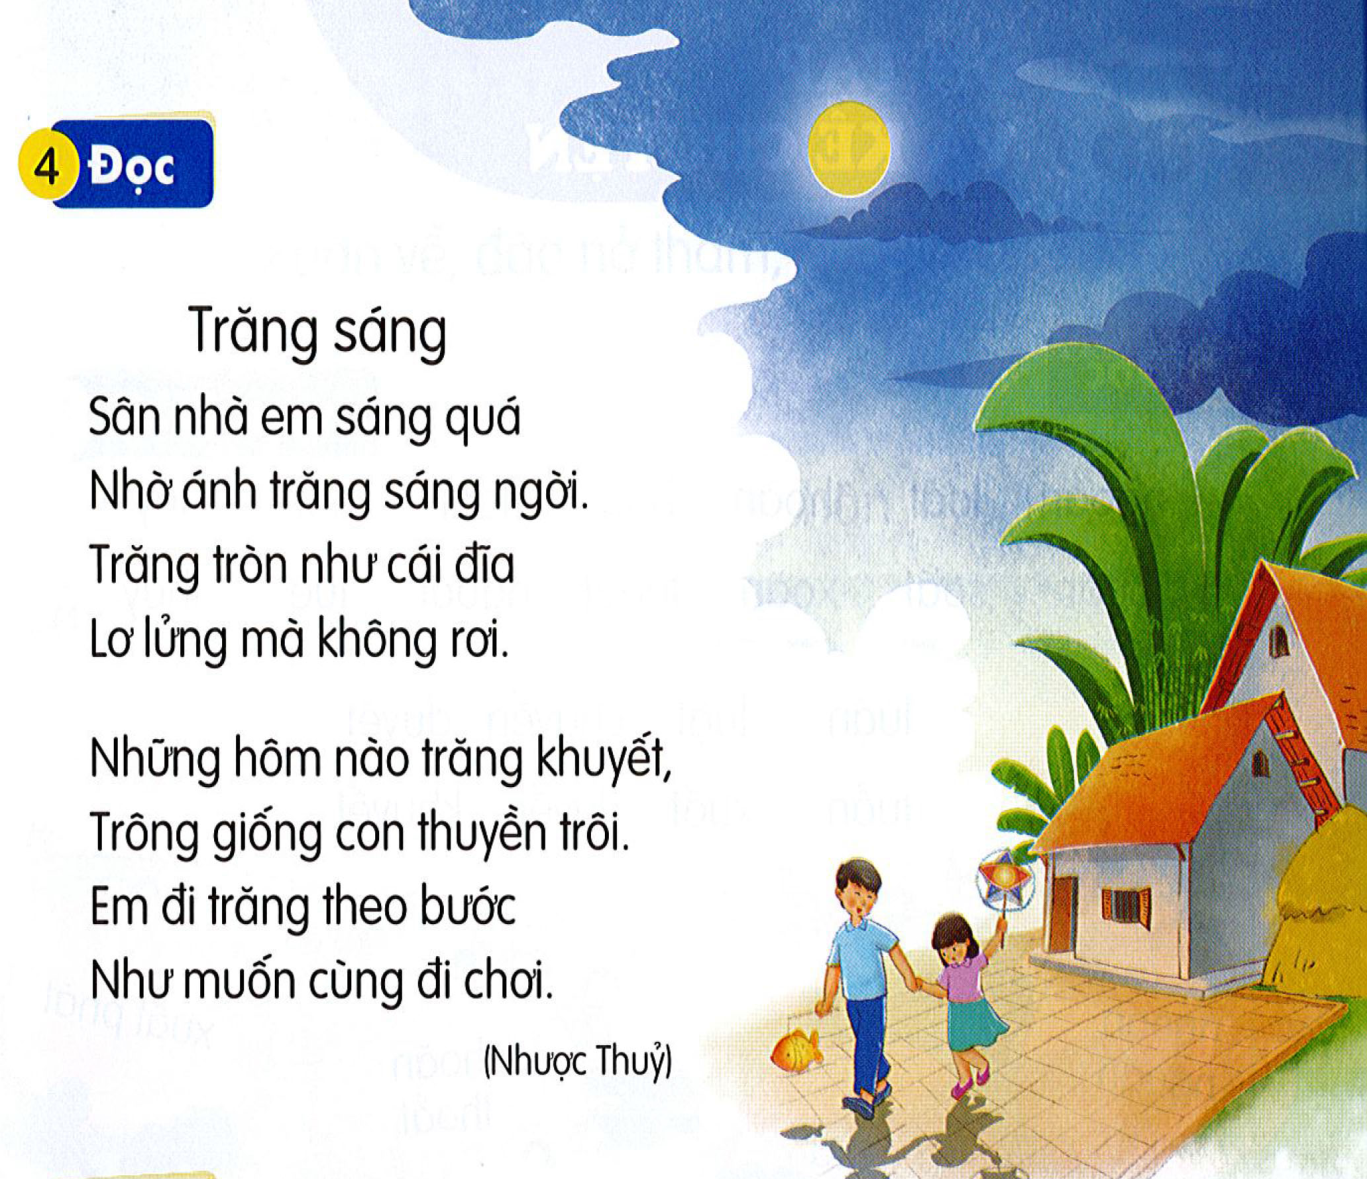 4 Đọc
Trăng sáng
Sân nhà em sáng quá
Nhờ ánh trăng sáng ngời.
Trăng tròn như cái đĩa
Lơ lửng mà không rơi.
Những hôm nào trăng khuyết,
Trông giống con thuyền trôi.
Em đi trăng theo bước
Như muốn cùng đi chơi.
(Nhược Thuỷ)